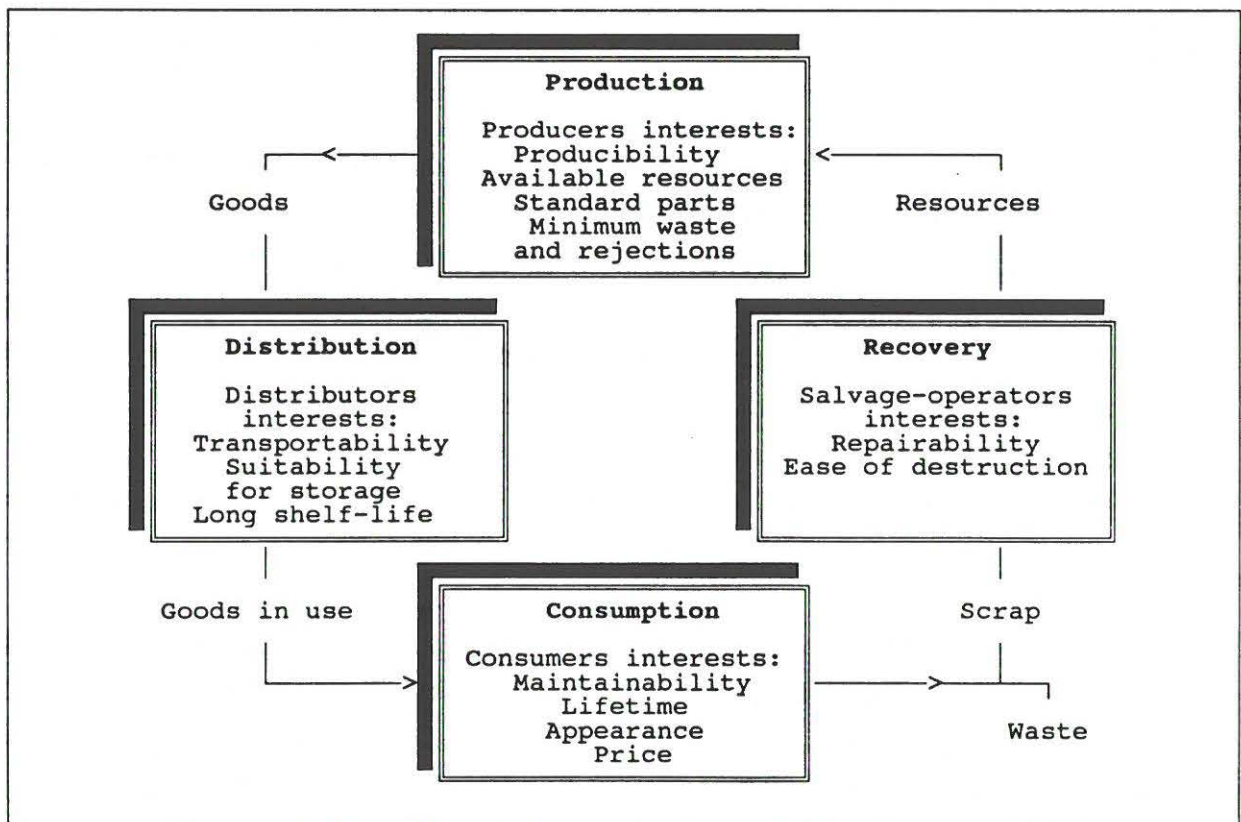 Production
Producers interests:
Producibility
Available resources
Standard parts
Minimum waste
and rejections
Goods
Resources
Distribution
Distributors
interests:
Transportability
Suitability
for storage
Long shelf-life
Recovery
Salvage-operators
interests:
Repairability
Ease of destruction
Goods in use
Consumption
Consumers interests:
Maintainability
Lifetime
Appearance
Price
Scrap
Waste